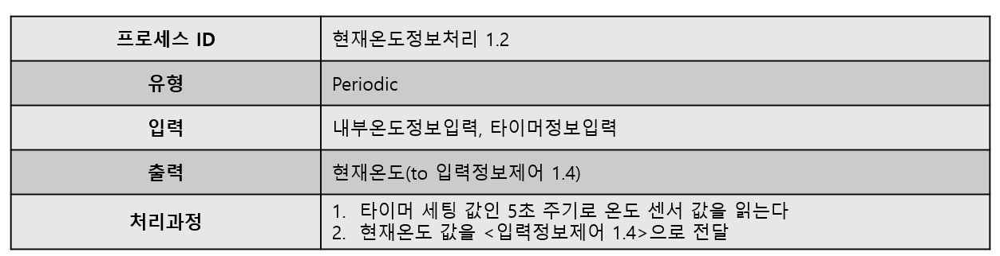 프로세스 ID
현재온도정보처리 1.2
유형
Periodic
입력
내부온도정보입력, 타이머정보입력
출력
현재온도(to 입력정보제어 1.4)
처리과정
1. 타이머 세팅 값인 5초 주기로 온도 센서 값을 읽는다
2. 현재온도 값을 <입력정보제어 1.4>으로 전달